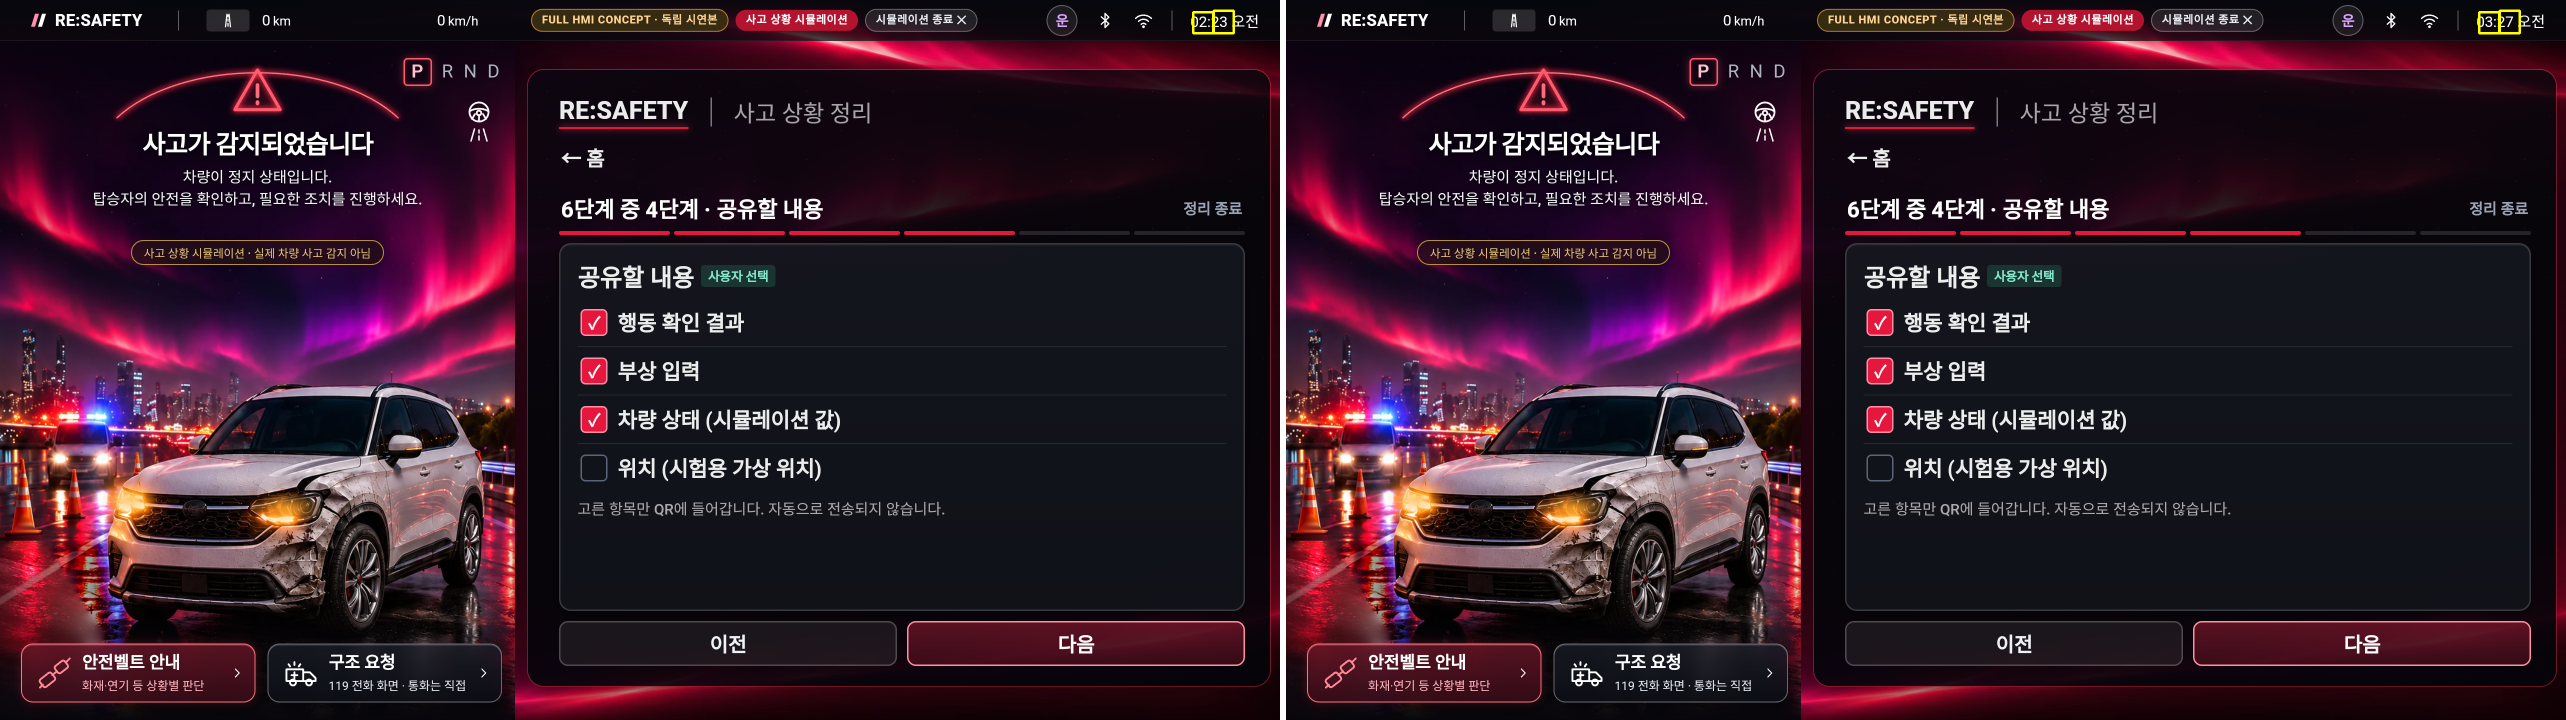 RE:SAFETY
0 km
0 km/h
FULL HMI CONCEPT · 독립 시연본
사고 상황 시뮬레이션
시뮬레이션 종료 ✕
운
02:23 오전
P R N D
사고가 감지되었습니다
차량이 정지 상태입니다.
탑승자의 안전을 확인하고, 필요한 조치를 진행하세요.
사고 상황 시뮬레이션 · 실제 차량 사고 감지 아님
안전벨트 안내
화재·연기 등 상황별 판단
구조 요청
119 전화 화면 · 통화는 직접
RE:SAFETY
사고 상황 정리
← 홈
6단계 중 4단계 · 공유할 내용
정리 종료
공유할 내용 사용자 선택
행동 확인 결과
부상 입력
차량 상태 (시뮬레이션 값)
위치 (시험용 가상 위치)
고른 항목만 QR에 들어갑니다. 자동으로 전송되지 않습니다.
이전
다음
RE:SAFETY
0 km
0 km/h
FULL HMI CONCEPT · 독립 시연본
사고 상황 시뮬레이션
시뮬레이션 종료 ✕
운
03:27 오전
P R N D
사고가 감지되었습니다
차량이 정지 상태입니다.
탑승자의 안전을 확인하고, 필요한 조치를 진행하세요.
사고 상황 시뮬레이션 · 실제 차량 사고 감지 아님
안전벨트 안내
화재·연기 등 상황별 판단
구조 요청
119 전화 화면 · 통화는 직접
RE:SAFETY
사고 상황 정리
← 홈
6단계 중 4단계 · 공유할 내용
정리 종료
공유할 내용 사용자 선택
행동 확인 결과
부상 입력
차량 상태 (시뮬레이션 값)
위치 (시험용 가상 위치)
고른 항목만 QR에 들어갑니다. 자동으로 전송되지 않습니다.
이전
다음